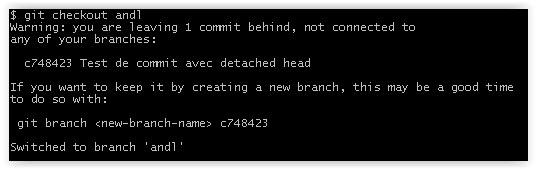 $ git checkout andl
Warning: you are leaving 1 commit behind, not connected to
any of your branches:
c748423 Test de commit avec detached head
If you want to keep it by creating a new branch, this may be a good time
to do so with:
git branch <new-branch-name> c748423
Switched to branch 'andl'